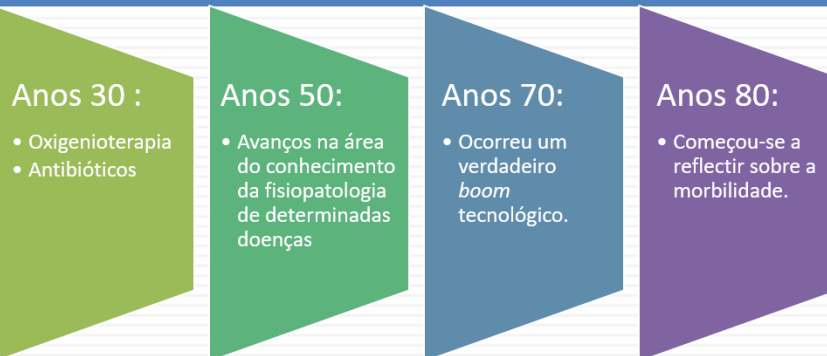 Anos 30 :
• Oxigenioterapia
• Antibióticos
Anos 50:
• Avanços na área
do conhecimento
da fisiopatologia
de determinadas
doenças
Anos 70:
• Ocorreu um
verdadeiro
boom
tecnológico.
Anos 80:
• Começou-se a
reflectir sobre a
morbilidade.